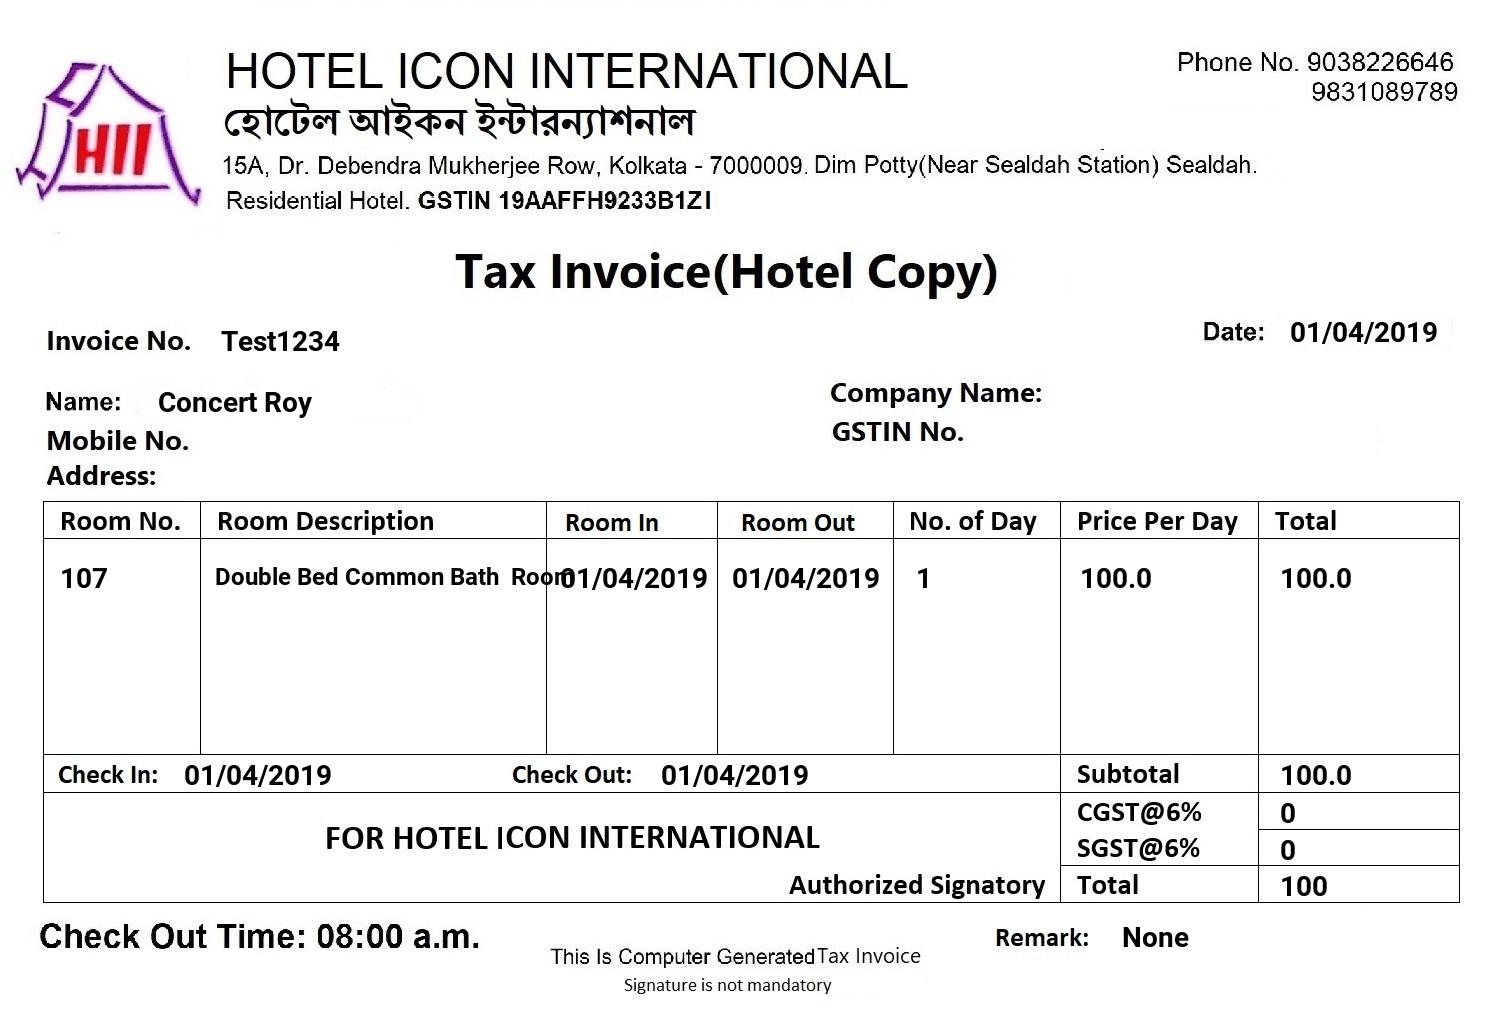 HII
HOTEL ICON INTERNATIONAL
Phone No. 9038226646
9831089789
হোটেল আইকন ইন্টারন্যাশনাল
15A, Dr. Debendra Mukherjee Row, Kolkata - 7000009. Dim Potty(Near Sealdah Station) Sealdah.
Residential Hotel. GSTIN 19AAFFH9233B1ZI
Tax Invoice(Hotel Copy)
Invoice No. Test1234
Date: 01/04/2019
Name: Concert Roy
Company Name:
Mobile No.
GSTIN No.
Address:
Room No. Room Description Room In Room Out No. of Day Price Per Day Total
107 Double Bed Common Bath Room 01/04/2019 01/04/2019 1 100.0 100.0
Check In: 01/04/2019 Check Out: 01/04/2019 Subtotal 100.0
CGST@6% 0
FOR HOTEL ICON INTERNATIONAL
SGST@6% 0
Authorized Signatory Total 100
Check Out Time: 08:00 a.m.
Remark: None
This Is Computer Generated Tax Invoice
Signature is not mandatory